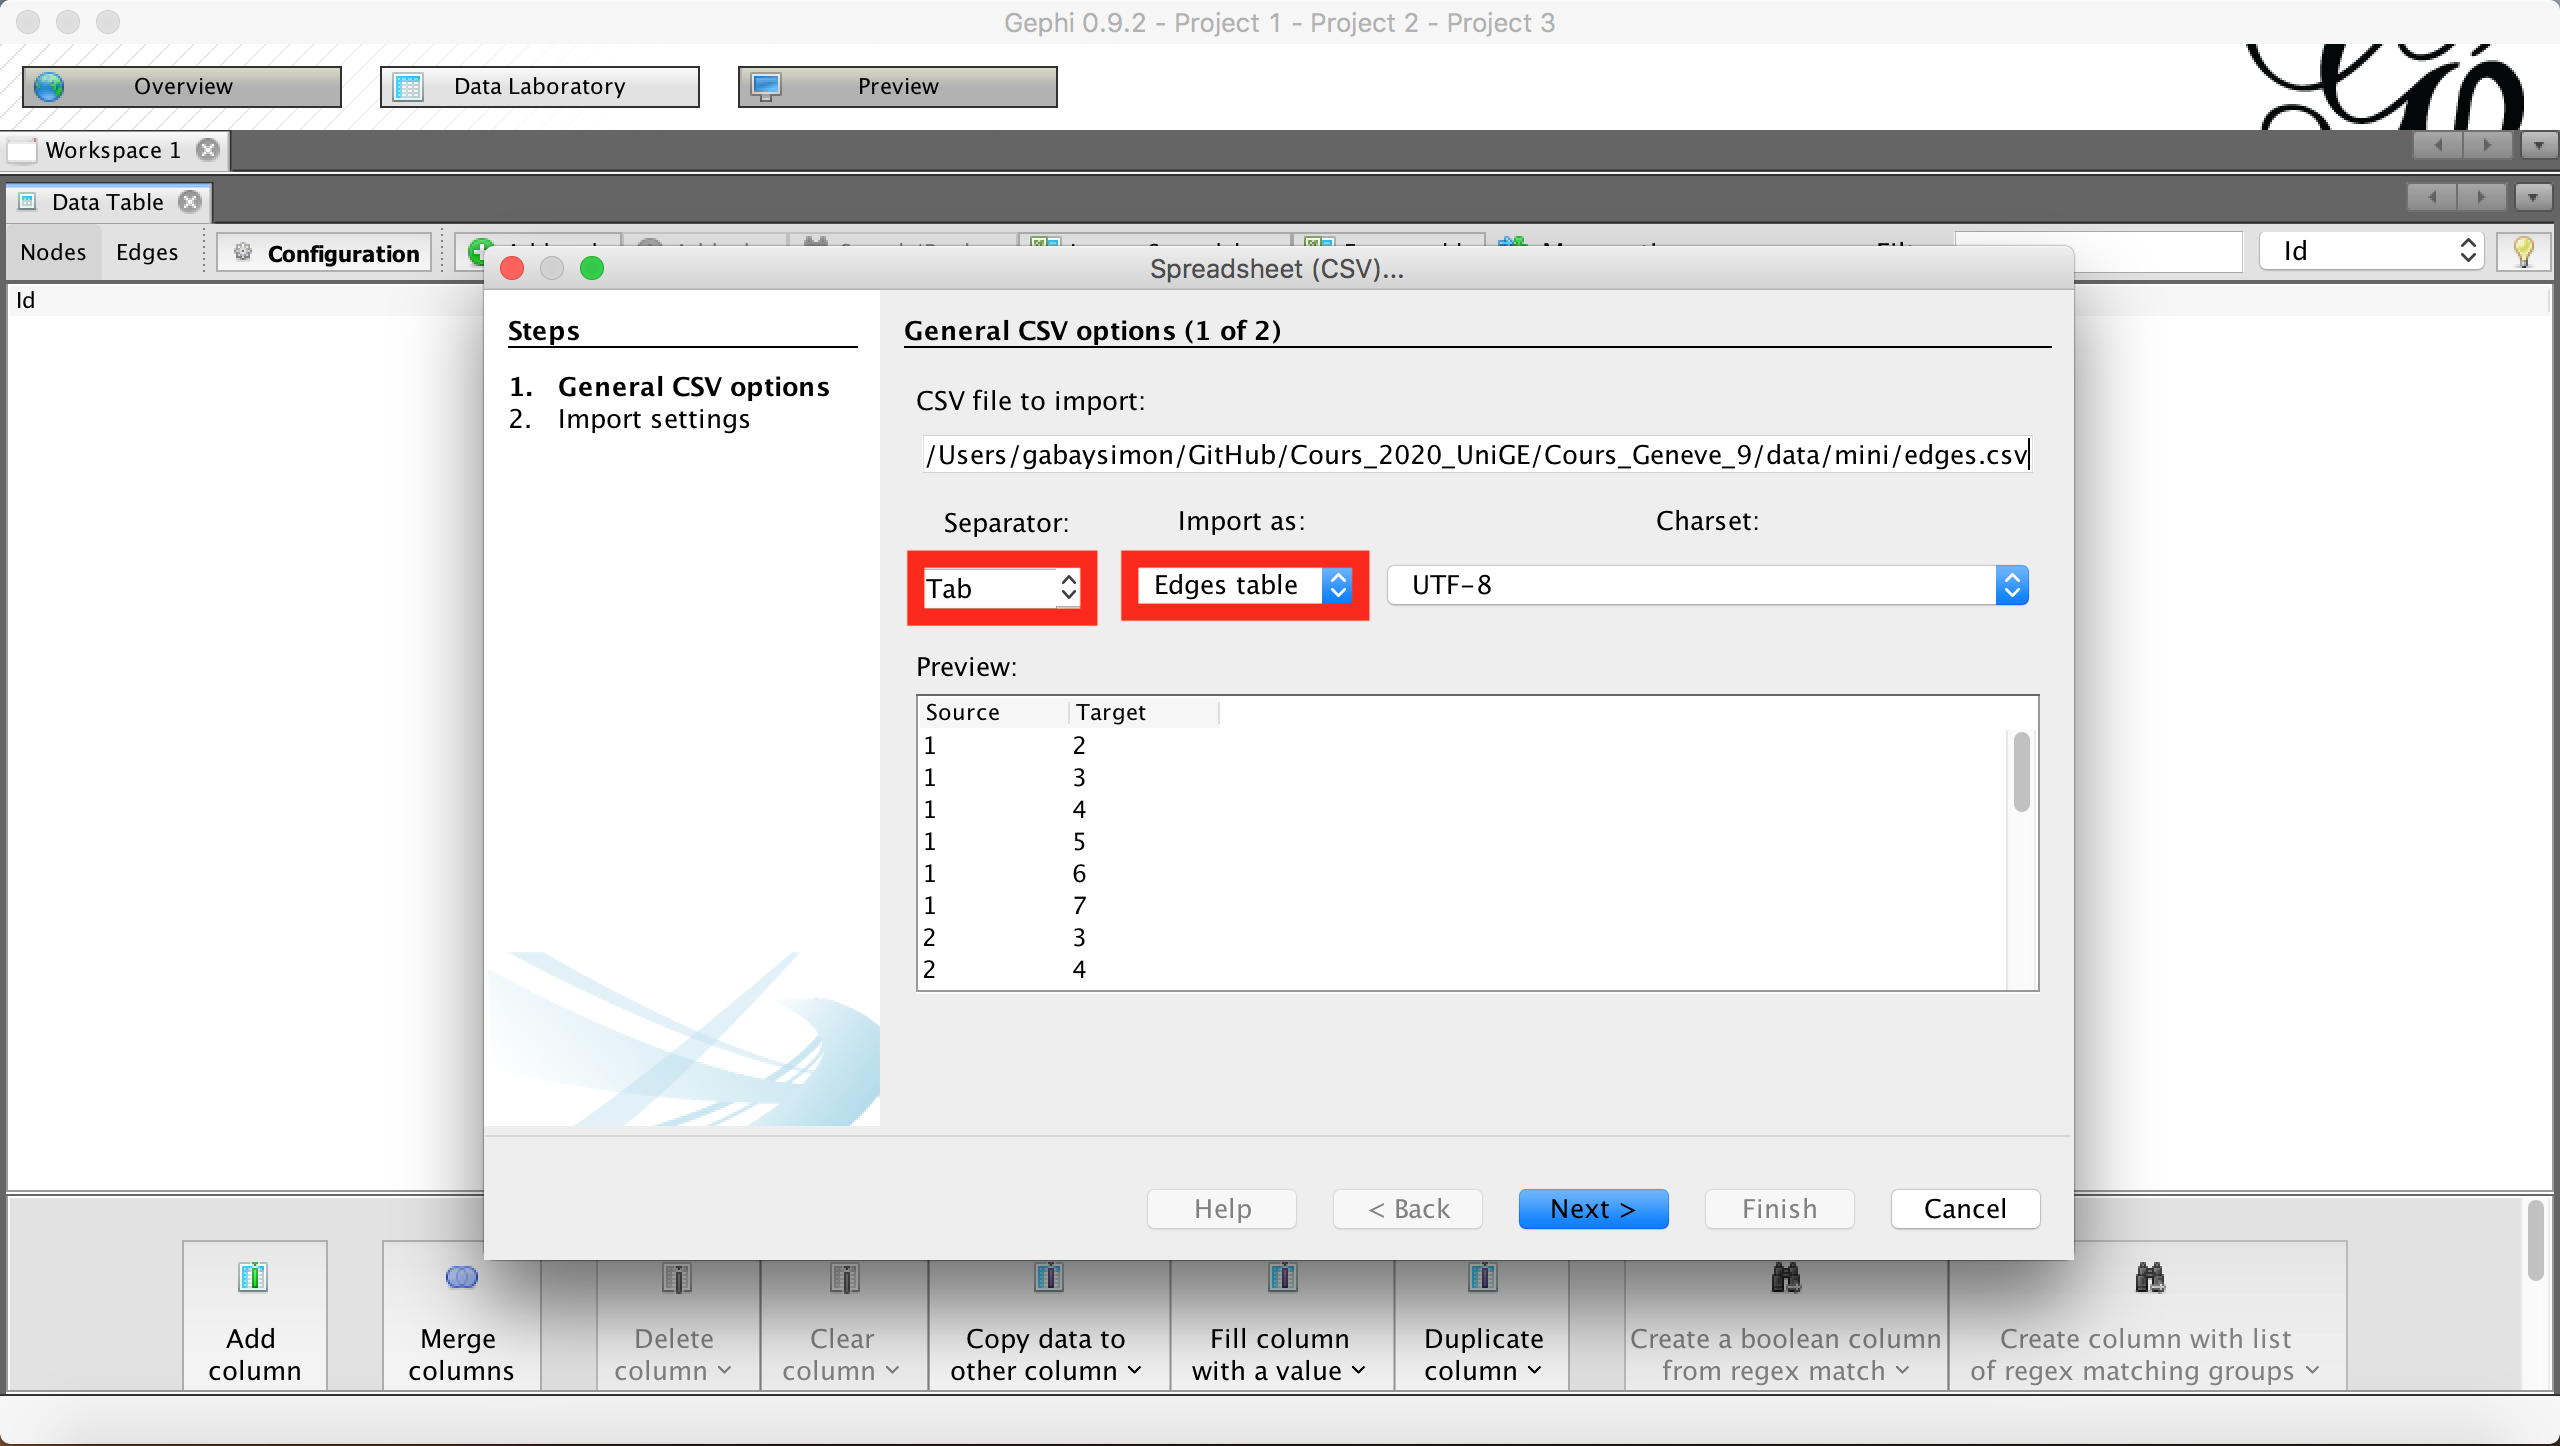 Gephi 0.9.2 - Project 1 - Project 2 - Project 3
Overview
Data Laboratory
Preview
Workspace 1
Data Table
Nodes
Edges
Configuration
Id
Id
Spreadsheet (CSV)...
Steps
1. General CSV options
2. Import settings
General CSV options (1 of 2)
CSV file to import:
/Users/gabaysimon/GitHub/Cours_2020_UniGE/Cours_Geneve_9/data/mini/edges.csv
Separator: Import as: Charset:
Tab Edges table UTF-8
Preview:
Source Target
1 2
1 3
1 4
1 5
1 6
1 7
2 3
2 4
Help
< Back
Next >
Finish
Cancel
Add
column
Merge
columns
Delete
column
Clear
column
Copy data to
other column
Fill column
with a value
Duplicate
column
Create a boolean column
from regex match
Create column with list
of regex matching groups